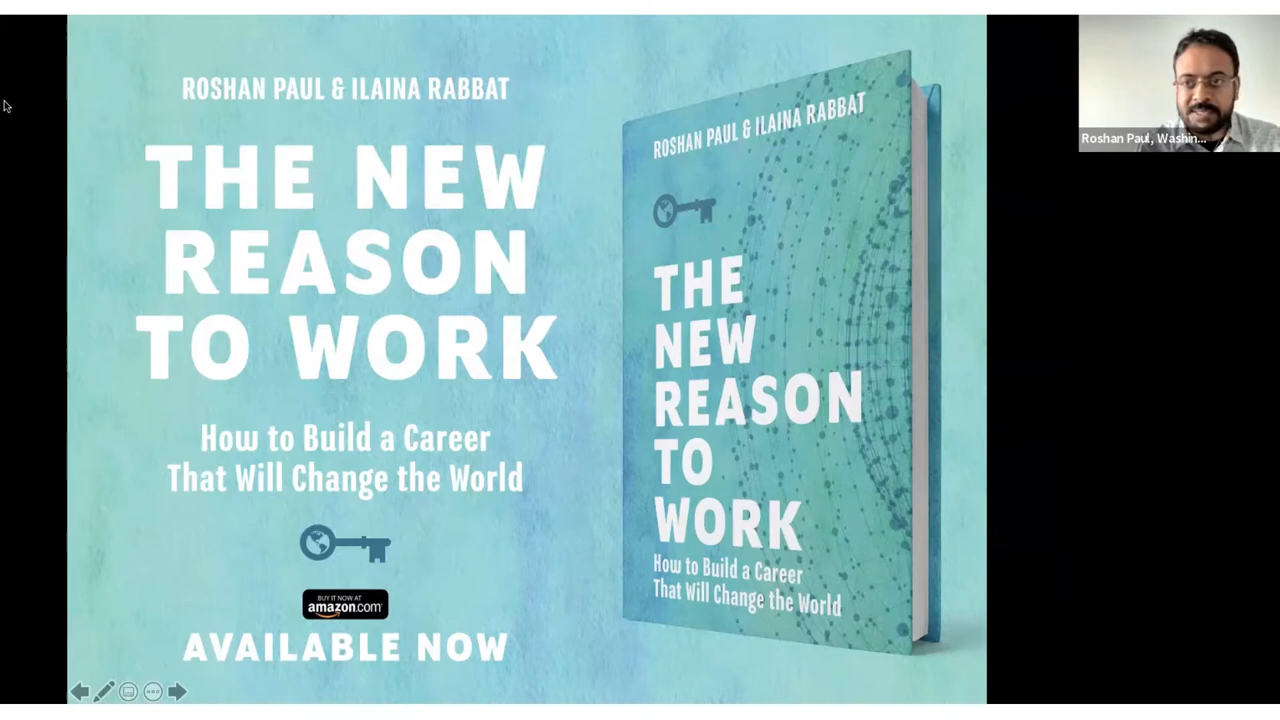 ROSHAN PAUL & ILAINA RABBAT
THE NEW
REASON
TO WORK
How to Build a Career
That Will Change the World
BUY IT NOW AT
amazon.com
AVAILABLE NOW
ROSHAN PAUL & ILAINA RABBAT
THE
NEW
REASON
TO
WORK
How to Build a Career
That Will Change the World
Roshan Paul, Washin...